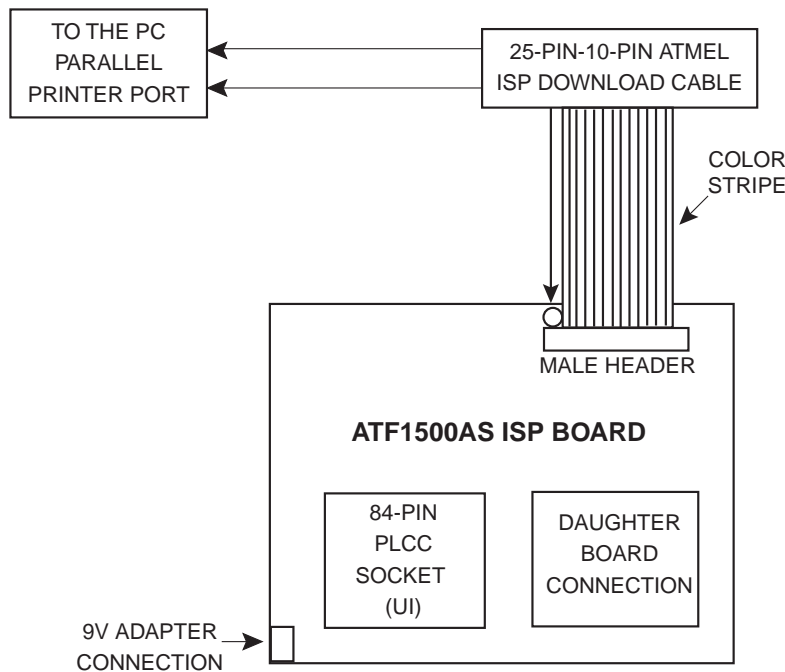 TO THE PC
PARALLEL
PRINTER PORT
25-PIN-10-PIN ATMEL
ISP DOWNLOAD CABLE
COLOR
STRIPE
MALE HEADER
ATF1500AS ISP BOARD
84-PIN
PLCC
SOCKET
(UI)
DAUGHTER
BOARD
CONNECTION
9V ADAPTER
CONNECTION